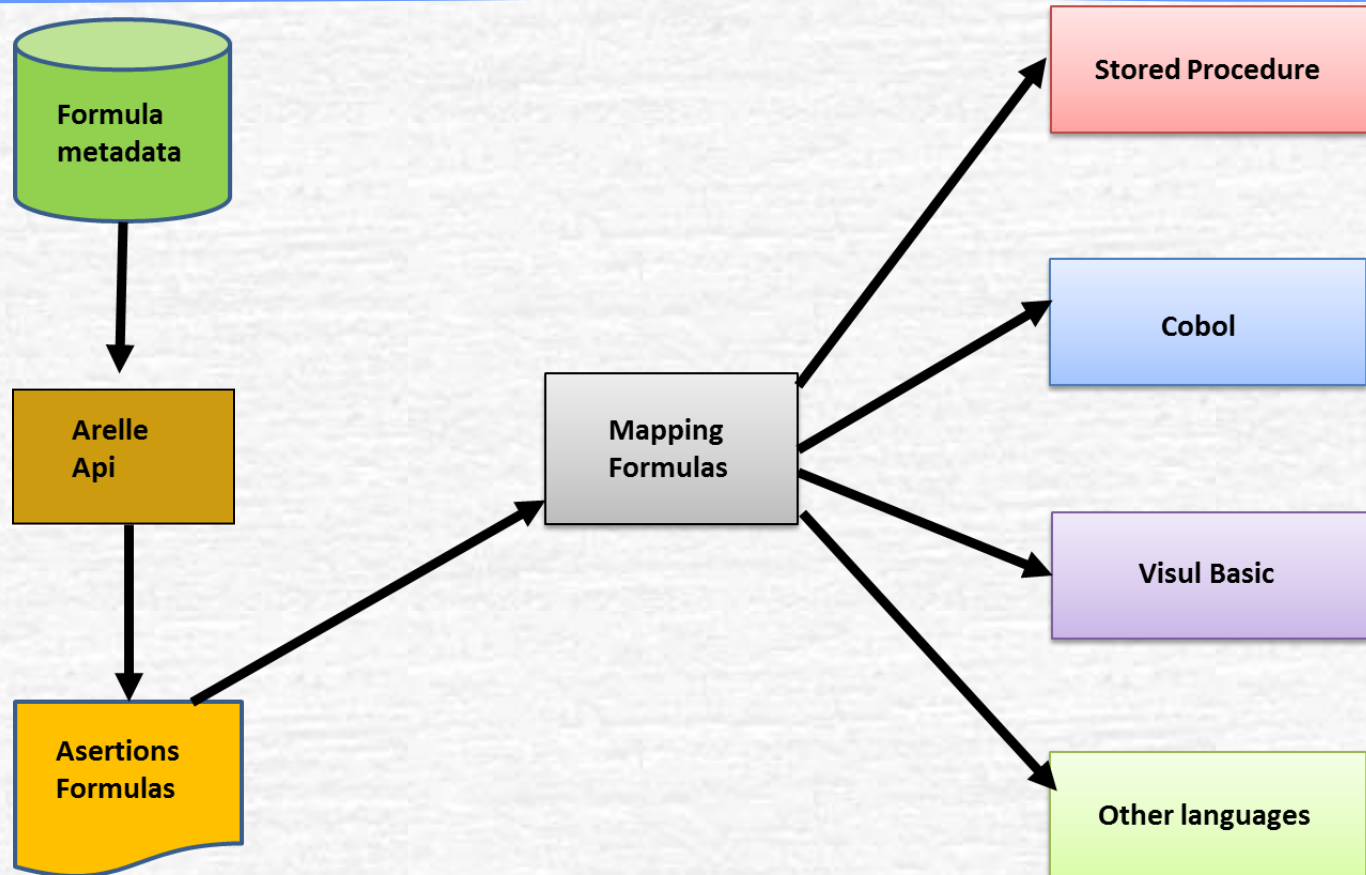 Formula
metadata
Arelle
Api
Asertions
Formulas
Mapping
Formulas
Stored Procedure
Cobol
Visul Basic
Other languages